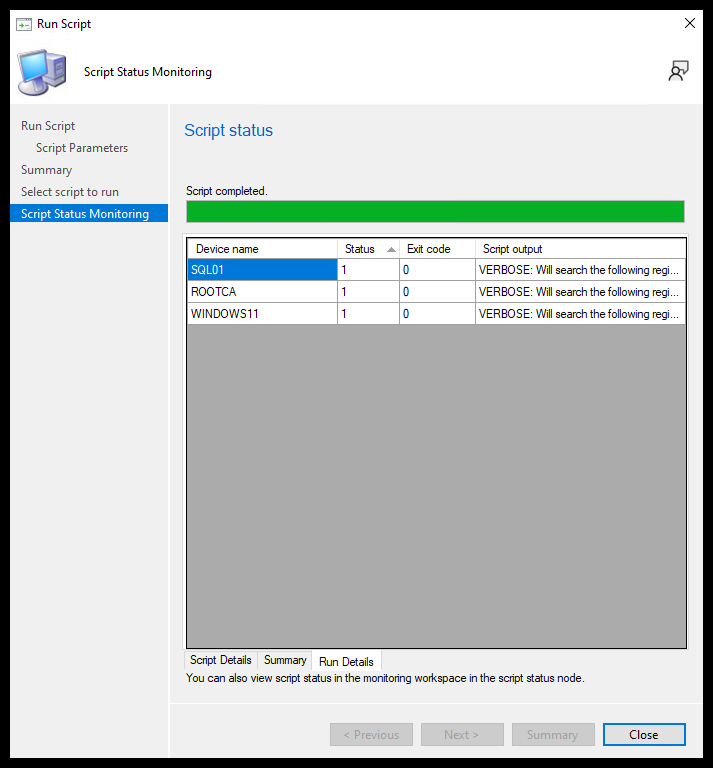 Run Script
Script Status Monitoring
Run Script
Script Parameters
Summary
Select script to run
Script Status Monitoring
Script status
Script completed.
Device name Status Exit code Script output
SQL01 1 0 VERBOSE: Will search the following regi...
ROOTCA 1 0 VERBOSE: Will search the following regi...
WINDOWS11 1 0 VERBOSE: Will search the following regi...
Script Details Summary Run Details
You can also view script status in the monitoring workspace in the script status node.
< Previous Next > Summary Close